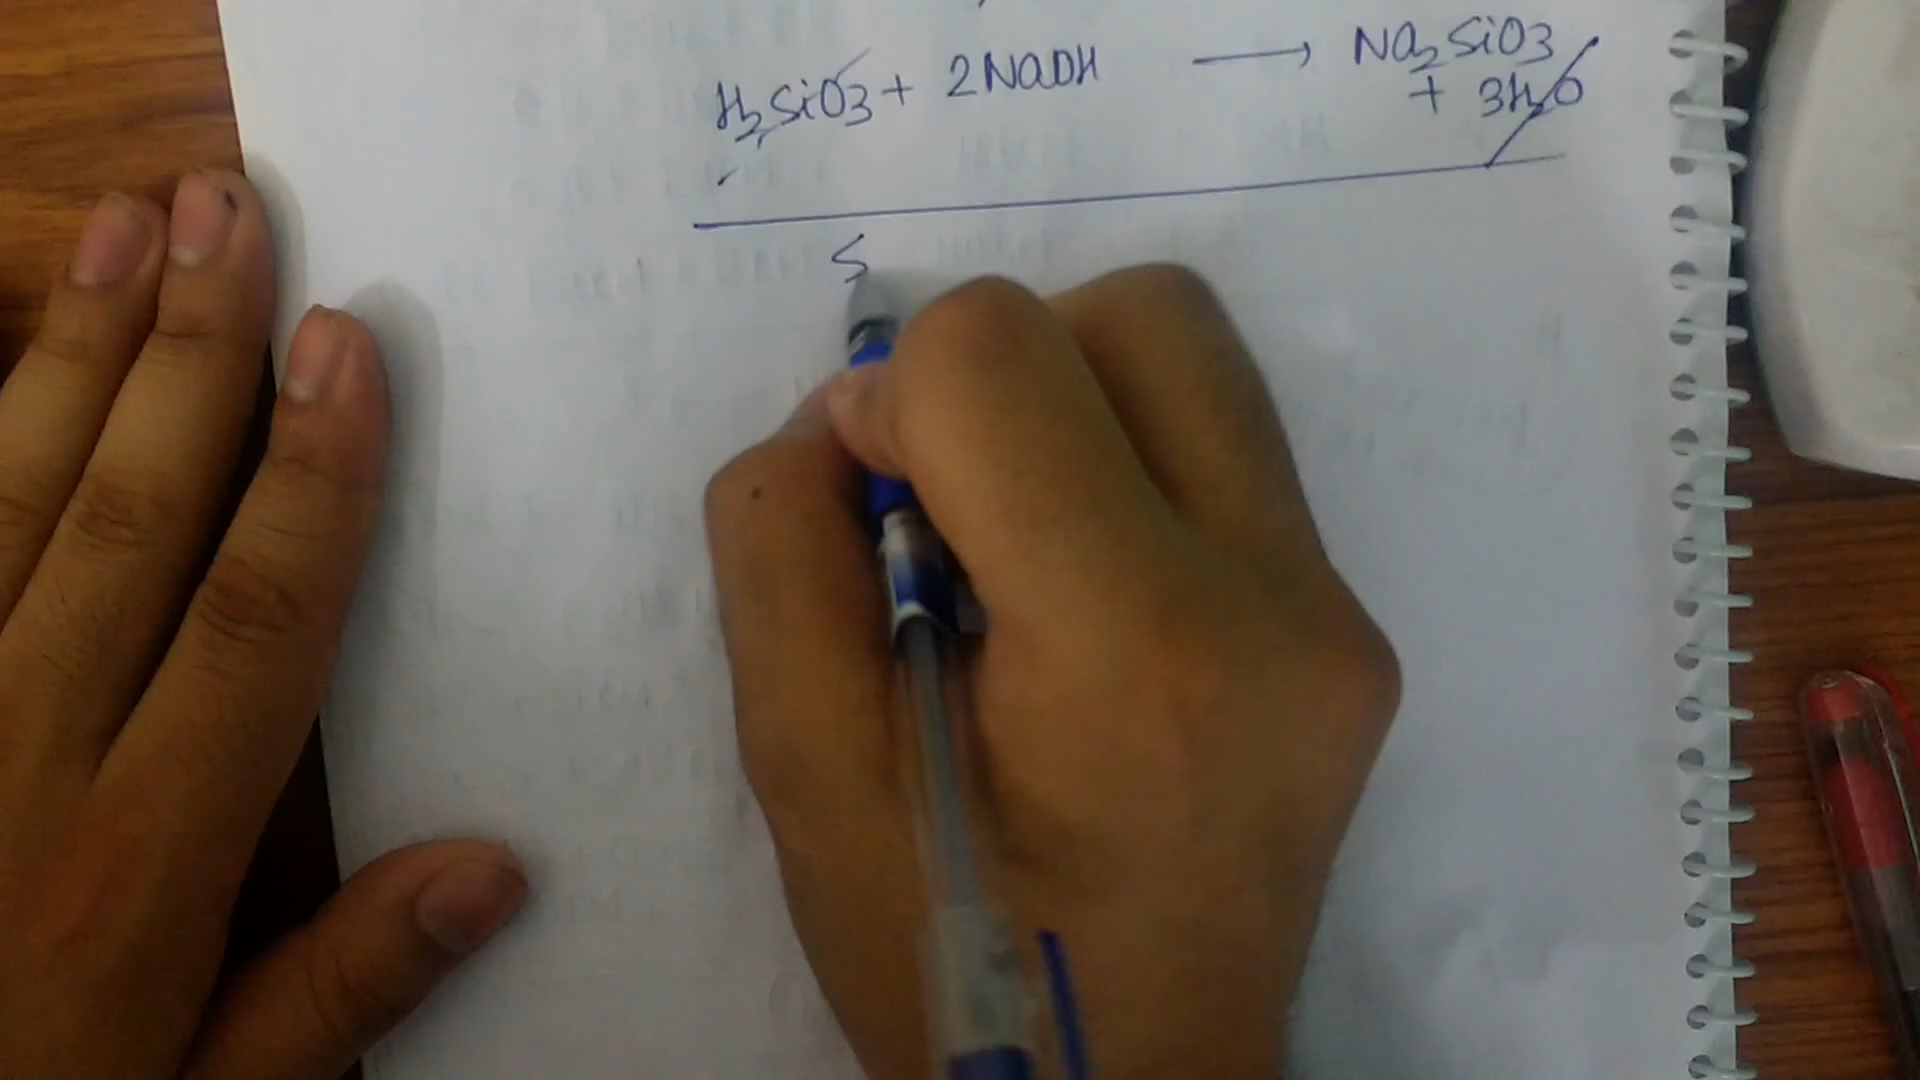 H2SiO3 + 2NaOH → Na2SiO3
+ 3H2O
S